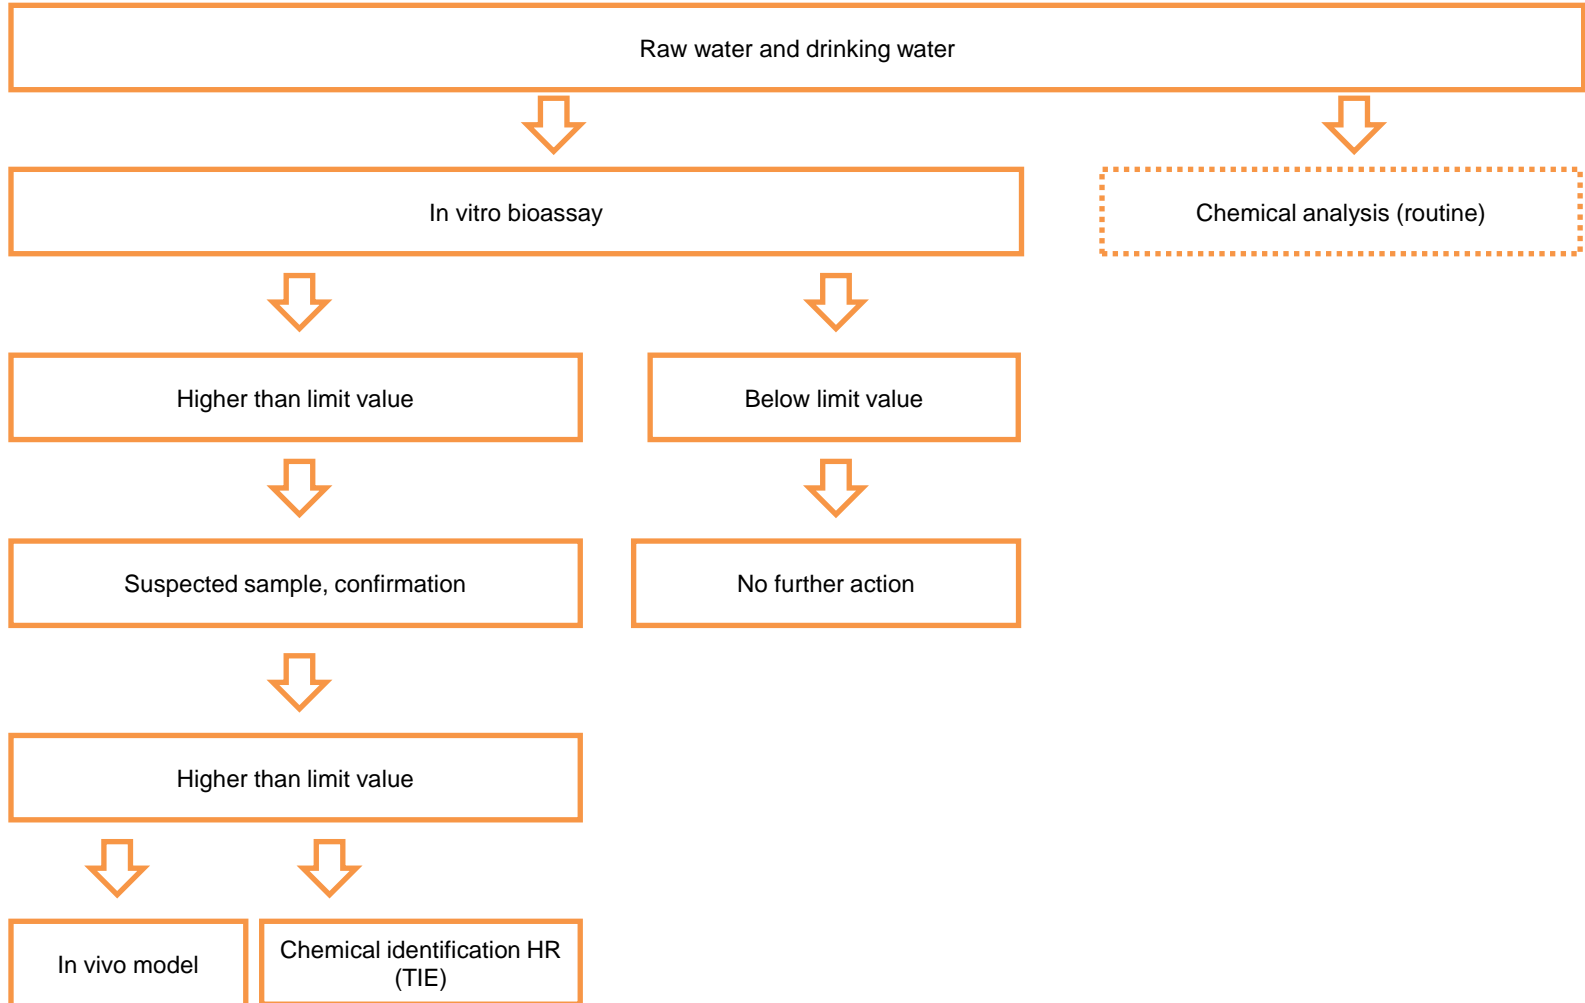 Raw water and drinking water
In vitro bioassay
Chemical analysis (routine)
Higher than limit value
Below limit value
Suspected sample, confirmation
No further action
Higher than limit value
In vivo model
Chemical identification HR
(TIE)